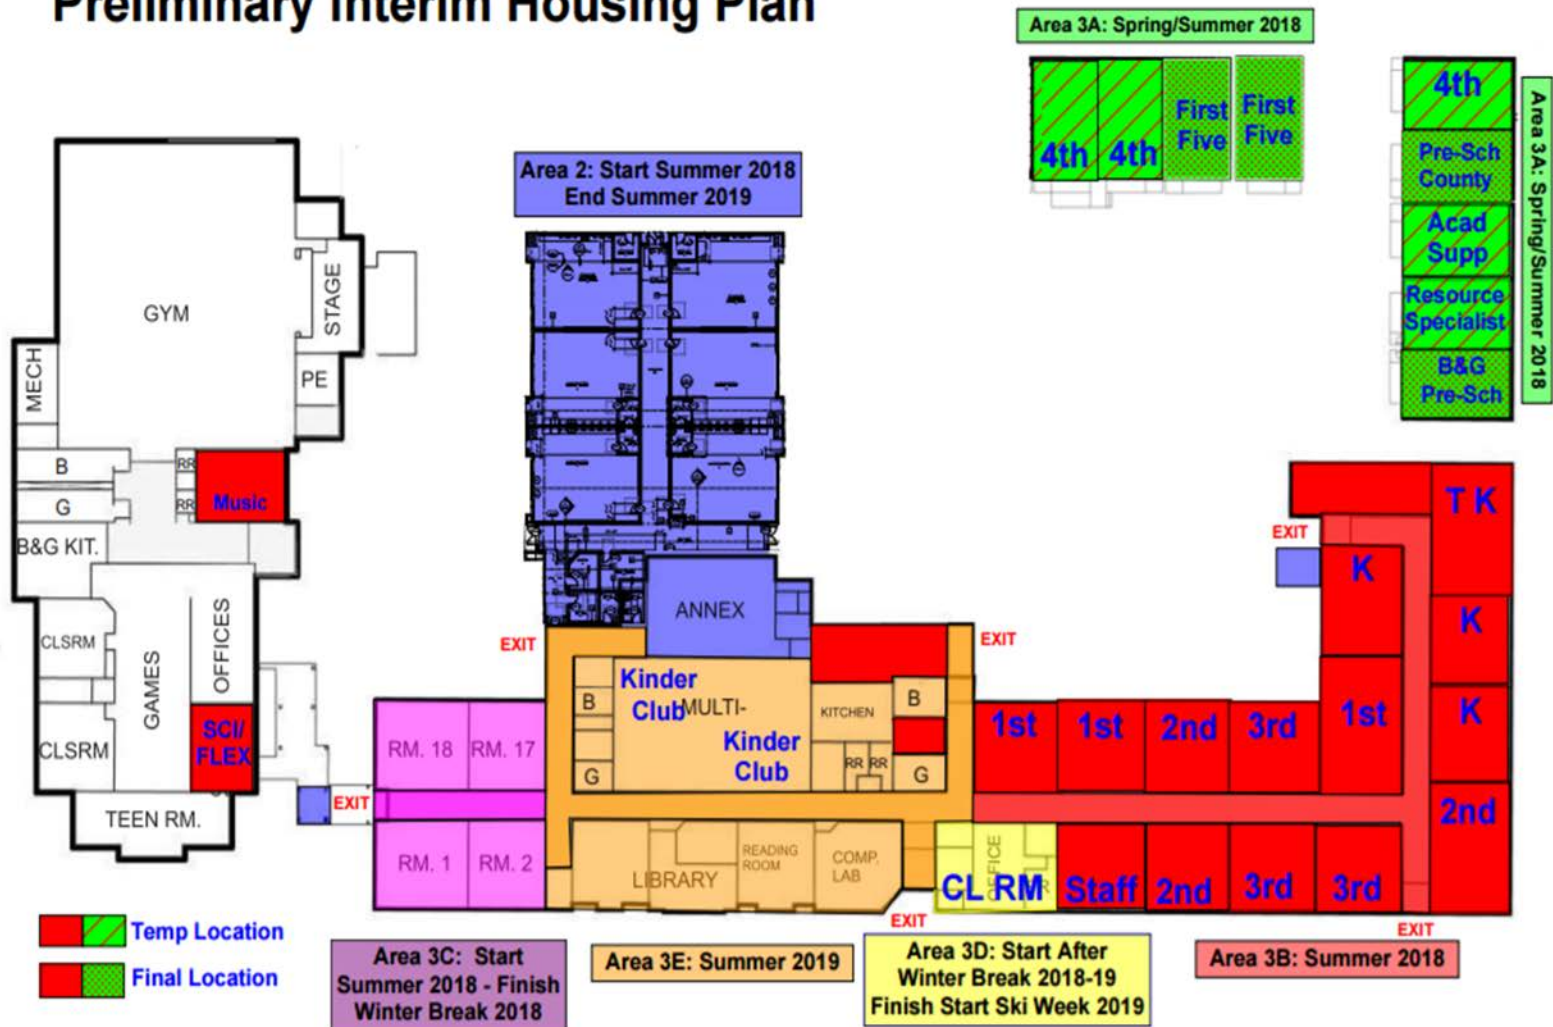 Preliminary Interim Housing Plan
Area 3A: Spring/Summer 2018
4th
4th
First
Five
First
Five
4th
Pre-Sch
County
Acad
Supp
Resource
Specialist
B&G
Pre-Sch
Area 3A: Spring/Summer 2018
Area 2: Start Summer 2018
End Summer 2019
GYM
STAGE
MECH
PE
B
G
RR
RR
Music
B&G KIT.
CLSRM
GAMES
OFFICES
SCI/
FLEX
CLSRM
TEEN RM.
EXIT
RM. 18
RM. 17
RM. 1
RM. 2
ANNEX
EXIT
EXIT
Kinder
Club
MULTI-
Kinder
Club
B
G
KITCHEN
B
RR
RR
G
LIBRARY
READING
ROOM
COMP.
LAB
EXIT
OFFICE
CL RM
Staff
2nd
3rd
3rd
1st
1st
2nd
3rd
1st
K
EXIT
T K
K
K
2nd
EXIT
Temp Location
Final Location
Area 3C: Start
Summer 2018 - Finish
Winter Break 2018
Area 3E: Summer 2019
Area 3D: Start After
Winter Break 2018-19
Finish Start Ski Week 2019
Area 3B: Summer 2018